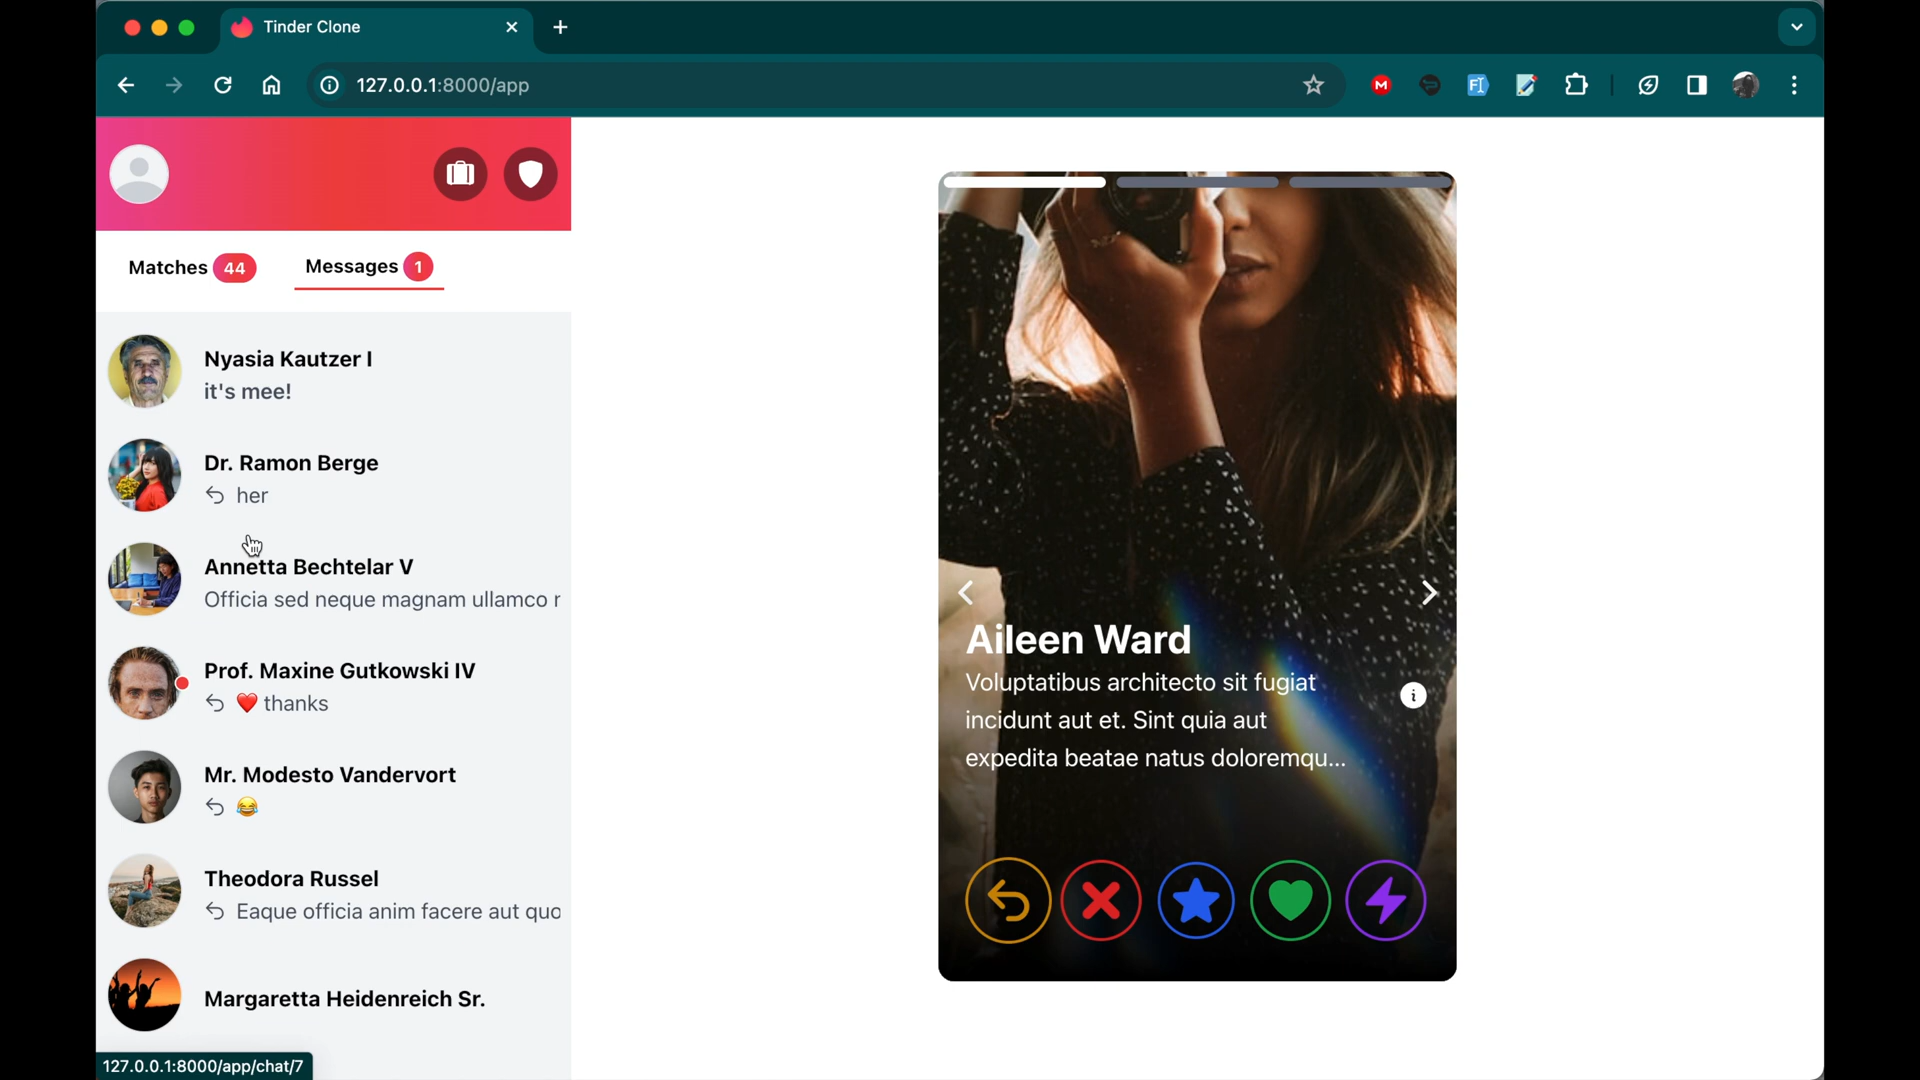 Tinder Clone
127.0.0.1:8000/app
Matches 44
Messages 1
Nyasia Kautzer I
it's mee!
Dr. Ramon Berge
her
Annetta Bechtelar V
Officia sed neque magnam ullamco r
Prof. Maxine Gutkowski IV
❤️ thanks
Mr. Modesto Vandervort
😂
Theodora Russel
Eaque officia anim facere aut quo
Margaretta Heidenreich Sr.
127.0.0.1:8000/app/chat/7
Aileen Ward
Voluptatibus architecto sit fugiat
incidunt aut et. Sint quia aut
expedita beatae natus doloremqu...